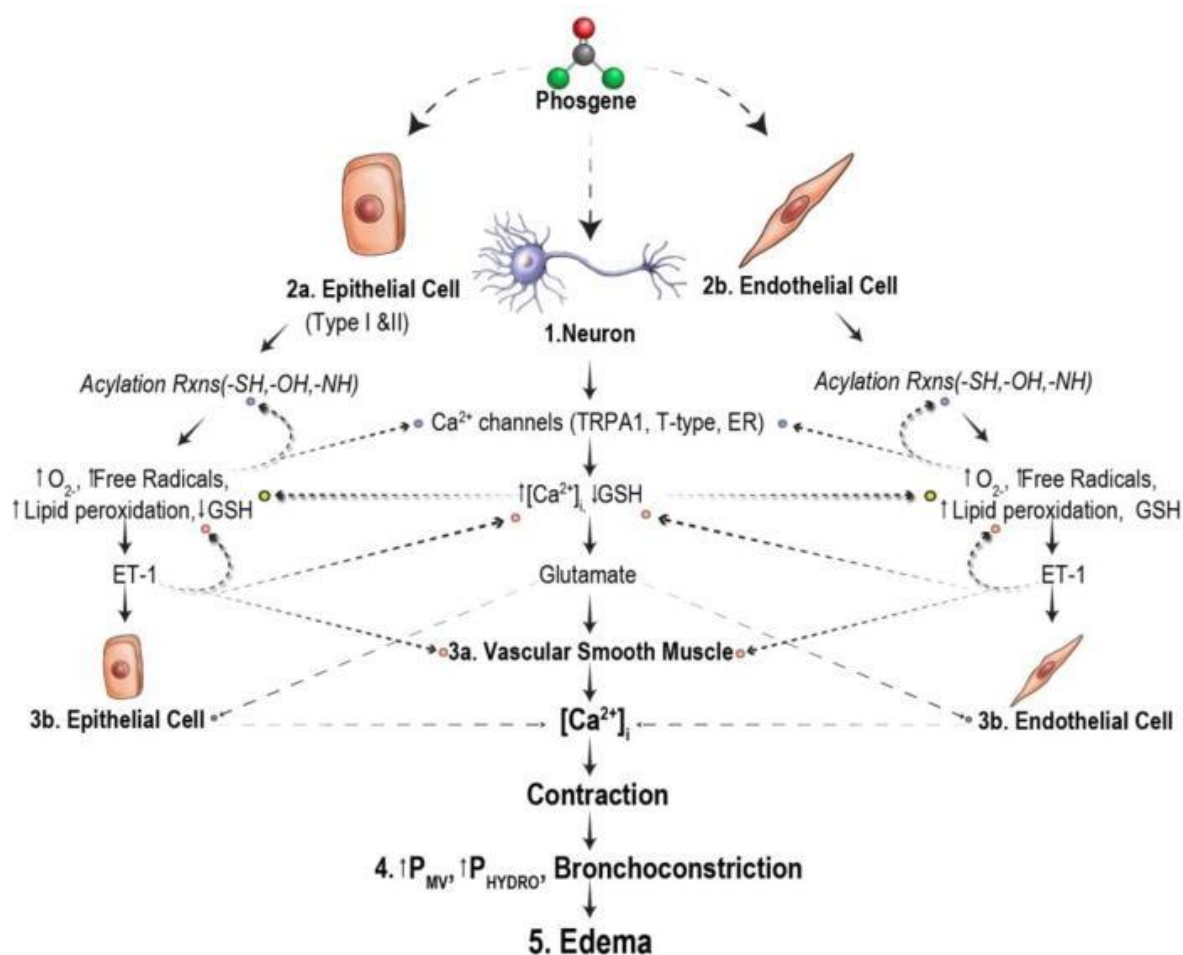 Phosgene
2a. Epithelial Cell
(Type I &II)
1.Neuron
2b. Endothelial Cell
Acylation Rxns(-SH,-OH,-NH)
Acylation Rxns(-SH,-OH,-NH)
Ca²⁺ channels (TRPA1, T-type, ER)
↑O₂-, ↑Free Radicals,
↑Lipid peroxidation,↓GSH
↑[Ca²⁺]i, ↓GSH
↑O₂-, ↑Free Radicals,
↑Lipid peroxidation, GSH
ET-1
Glutamate
ET-1
3a. Vascular Smooth Muscle
3b. Epithelial Cell
[Ca²⁺]i
3b. Endothelial Cell
Contraction
4.↑PMV,↑PHYDRO, Bronchoconstriction
5. Edema